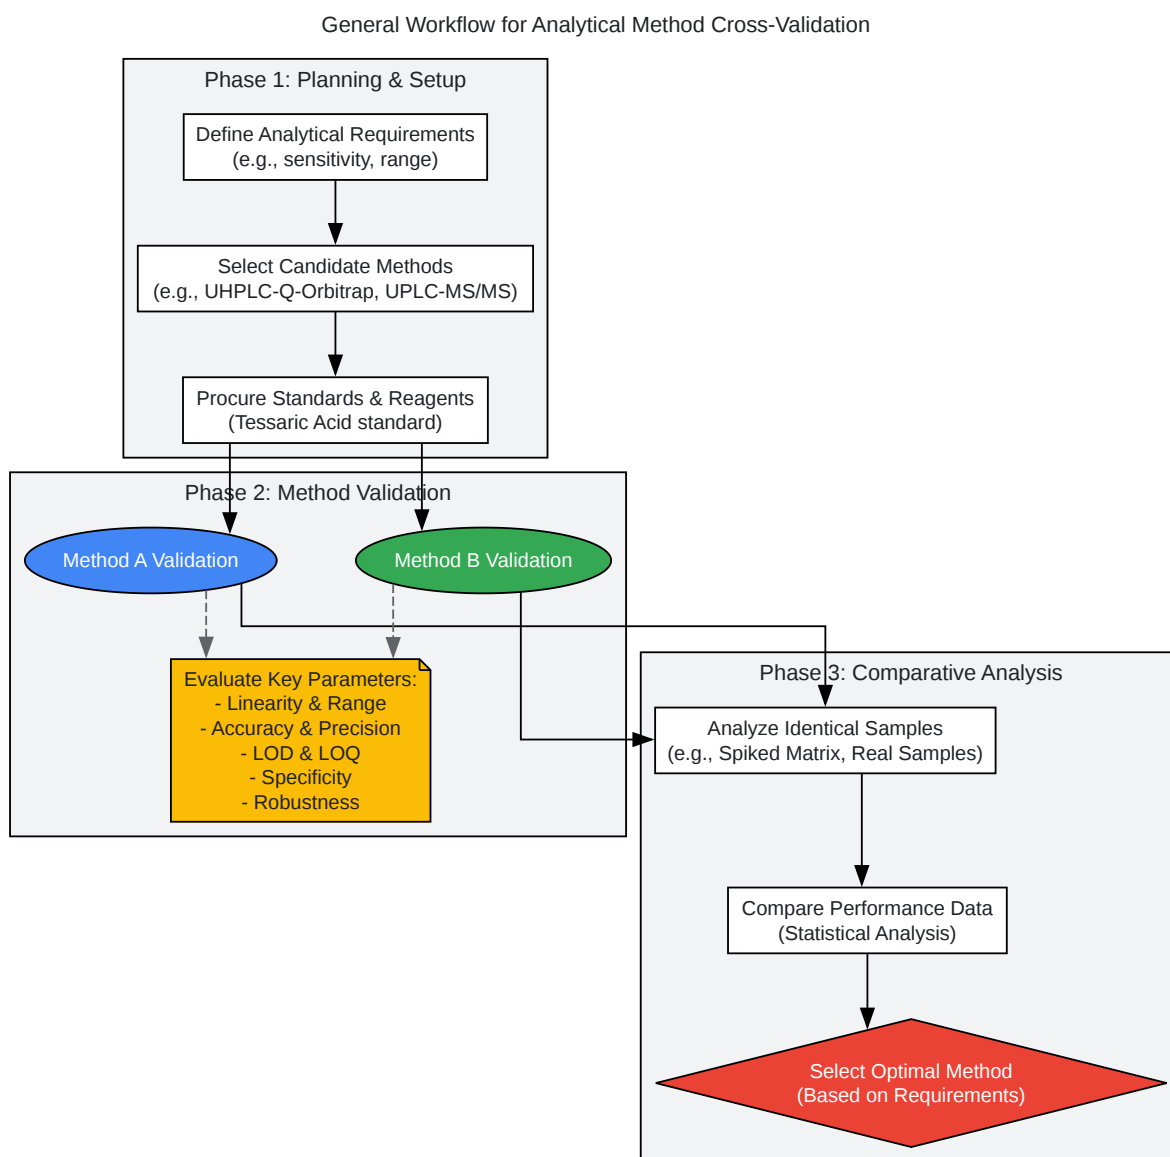 General Workflow for Analytical Method Cross-Validation
Phase 1: Planning & Setup
Define Analytical Requirements
(e.g., sensitivity, range)
Select Candidate Methods
(e.g., UHPLC-Q-Orbitrap, UPLC-MS/MS)
Procure Standards & Reagents
(Tessaric Acid standard)
Phase 2: Method Validation
Method A Validation
Method B Validation
Evaluate Key Parameters:
- Linearity & Range
- Accuracy & Precision
- LOD & LOQ
- Specificity
- Robustness
Phase 3: Comparative Analysis
Analyze Identical Samples
(e.g., Spiked Matrix, Real Samples)
Compare Performance Data
(Statistical Analysis)
Select Optimal Method
(Based on Requirements)